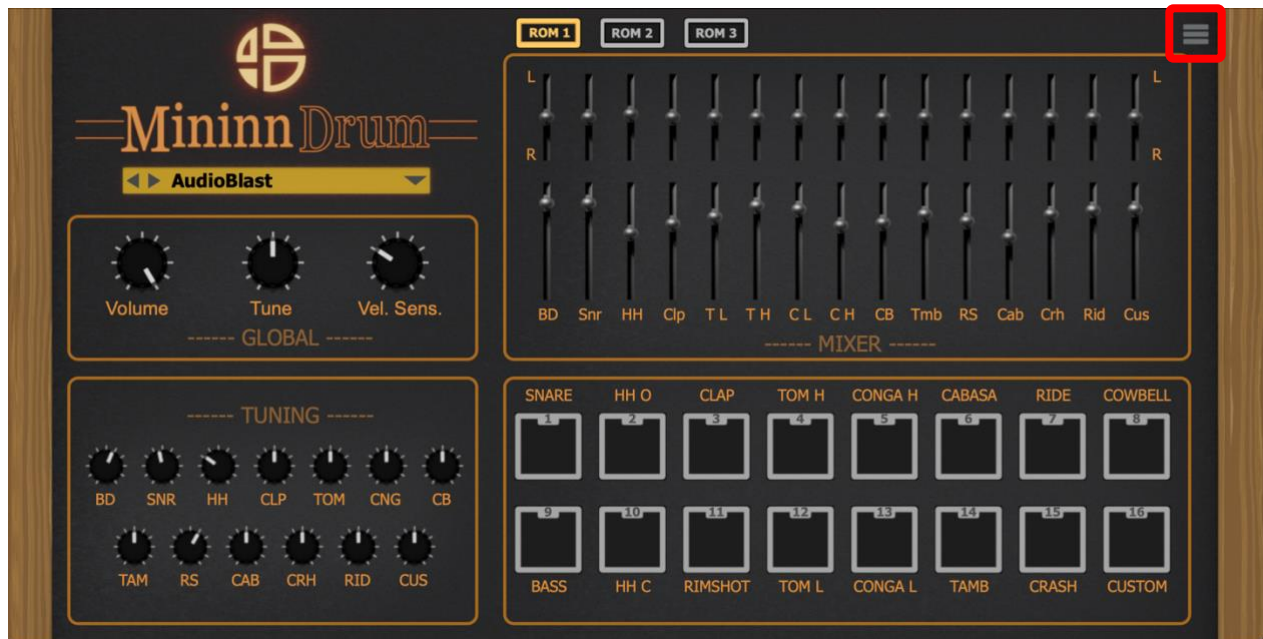 ROM 1 ROM 2 ROM 3
Mininn Drum
AudioBlast
L L
R R
Volume Tune Vel. Sens.
------ GLOBAL ------
BD Snr HH Clp T L T H C L C H CB Tmb RS Cab Crh Rid Cus
------ MIXER ------
------ TUNING ------
BD SNR HH CLP TOM CNG CB
TAM RS CAB CRH RID CUS
SNARE HH O CLAP TOM H CONGA H CABASA RIDE COWBELL
1 2 3 4 5 6 7 8
9 10 11 12 13 14 15 16
BASS HH C RIMSHOT TOM L CONGA L TAMB CRASH CUSTOM